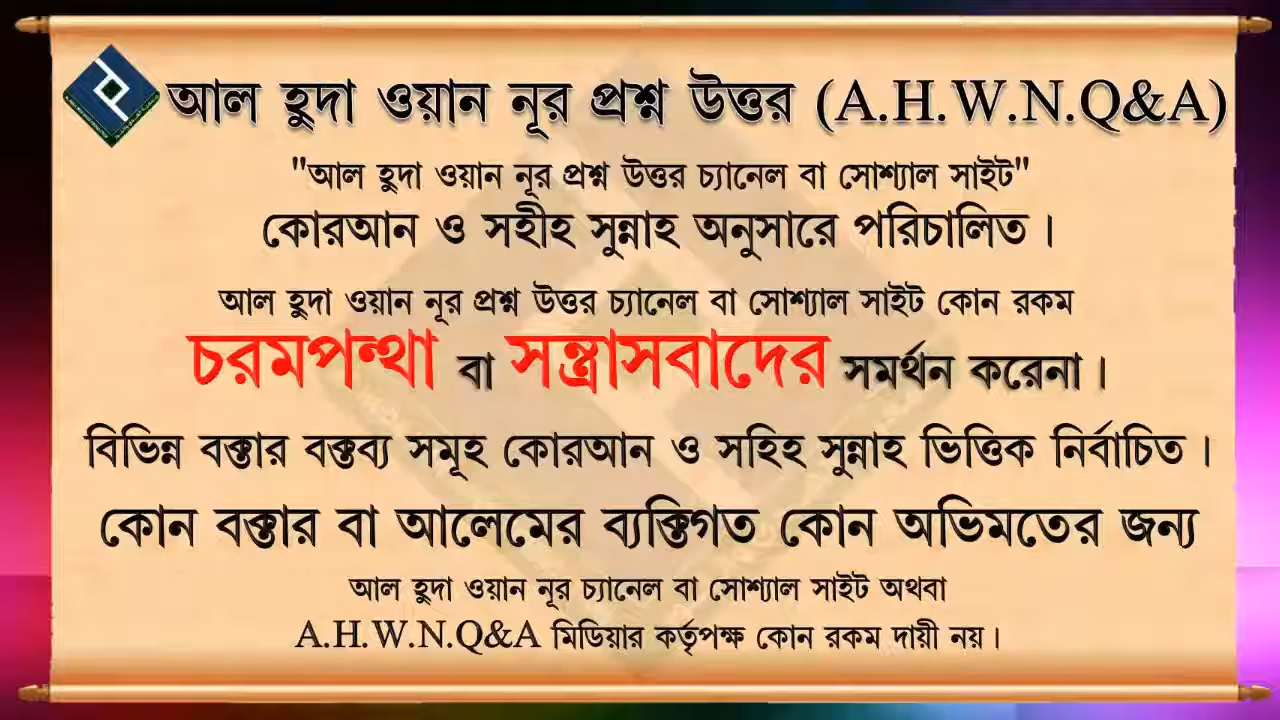 আল হুদা ওয়ান নূর প্রশ্ন উত্তর (A.H.W.N.Q&A)
"আল হুদা ওয়ান নূর প্রশ্ন উত্তর চ্যানেল বা সোশ্যাল সাইট"
কোরআন ও সহীহ সুন্নাহ অনুসারে পরিচালিত।
আল হুদা ওয়ান নূর প্রশ্ন উত্তর চ্যানেল বা সোশ্যাল সাইট কোন রকম
চরমপন্থা বা সন্ত্রাসবাদের সমর্থন করেনা।
বিভিন্ন বক্তার বক্তব্য সমূহ কোরআন ও সহিহ সুন্নাহ ভিত্তিক নির্বাচিত।
কোন বক্তার বা আলেমের ব্যক্তিগত কোন অভিমতের জন্য
আল হুদা ওয়ান নূর চ্যানেল বা সোশ্যাল সাইট অথবা
A.H.W.N.Q&A মিডিয়ার কর্তৃপক্ষ কোন রকম দায়ী নয়।